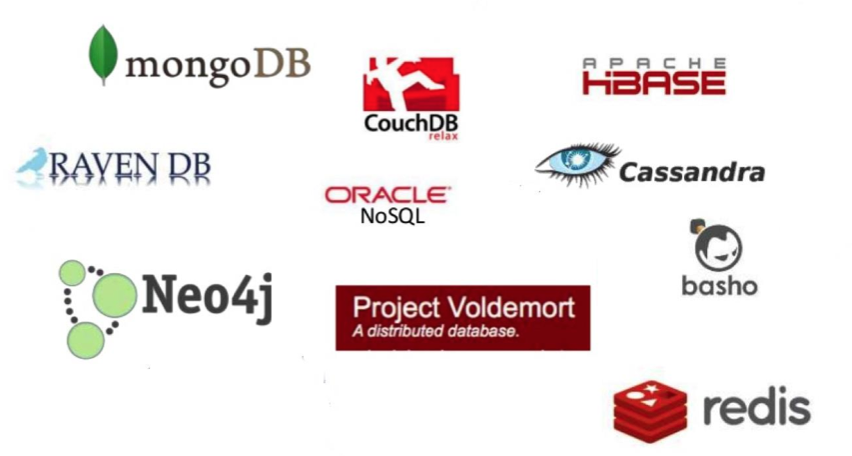 mongoDB
CouchDB
relax
APACHE
HBASE
RAVEN DB
Cassandra
ORACLE
NoSQL
basho
Neo4j
Project Voldemort
A distributed database.
redis